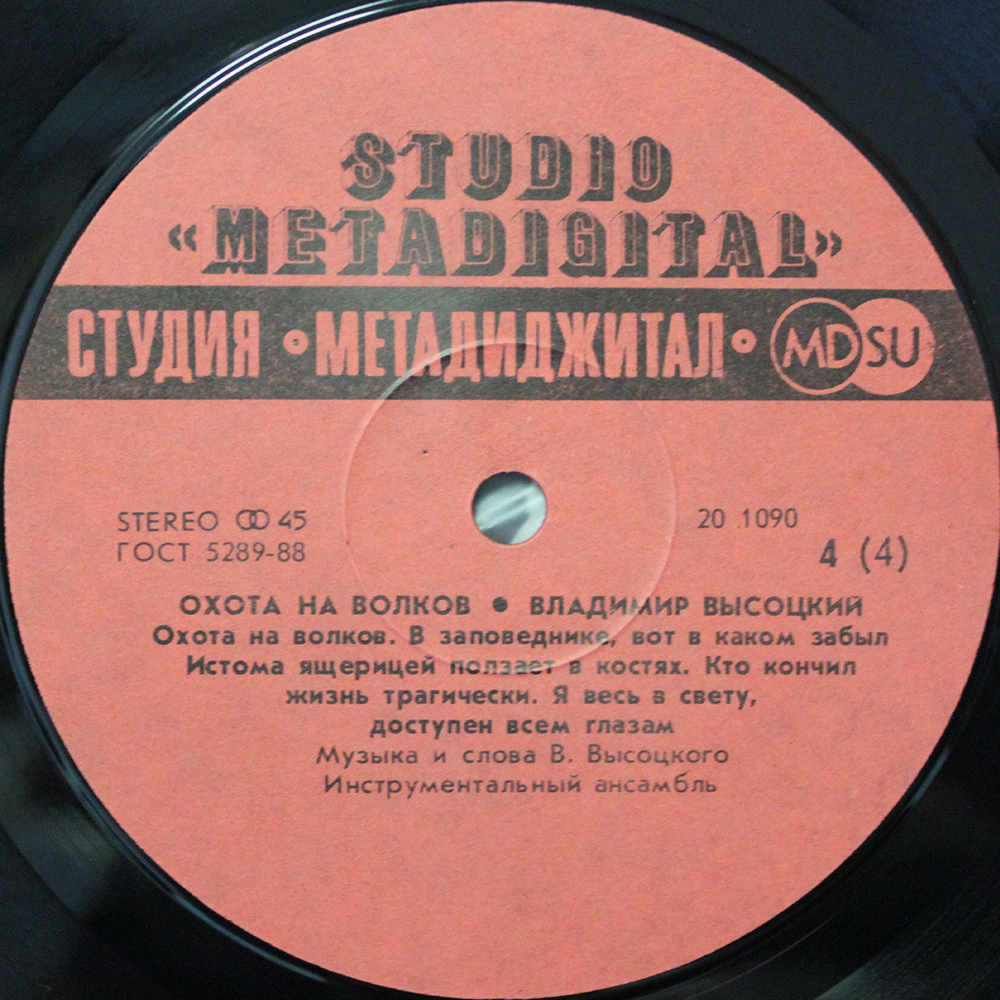 STUDIO
«METADIGITAL»
СТУДИЯ • МЕТАДИДЖИТАЛ • MD SU
STEREO ꝏ 45
ГОСТ 5289-88
20 1090
4 (4)
ОХОТА НА ВОЛКОВ ● ВЛАДИМИР ВЫСОЦКИЙ
Охота на волков. В заповеднике, вот в каком забыл
Истома ящерицей ползает в костях. Кто кончил
жизнь трагически. Я весь в свету,
доступен всем глазам
Музыка и слова В. Высоцкого
Инструментальный ансамбль